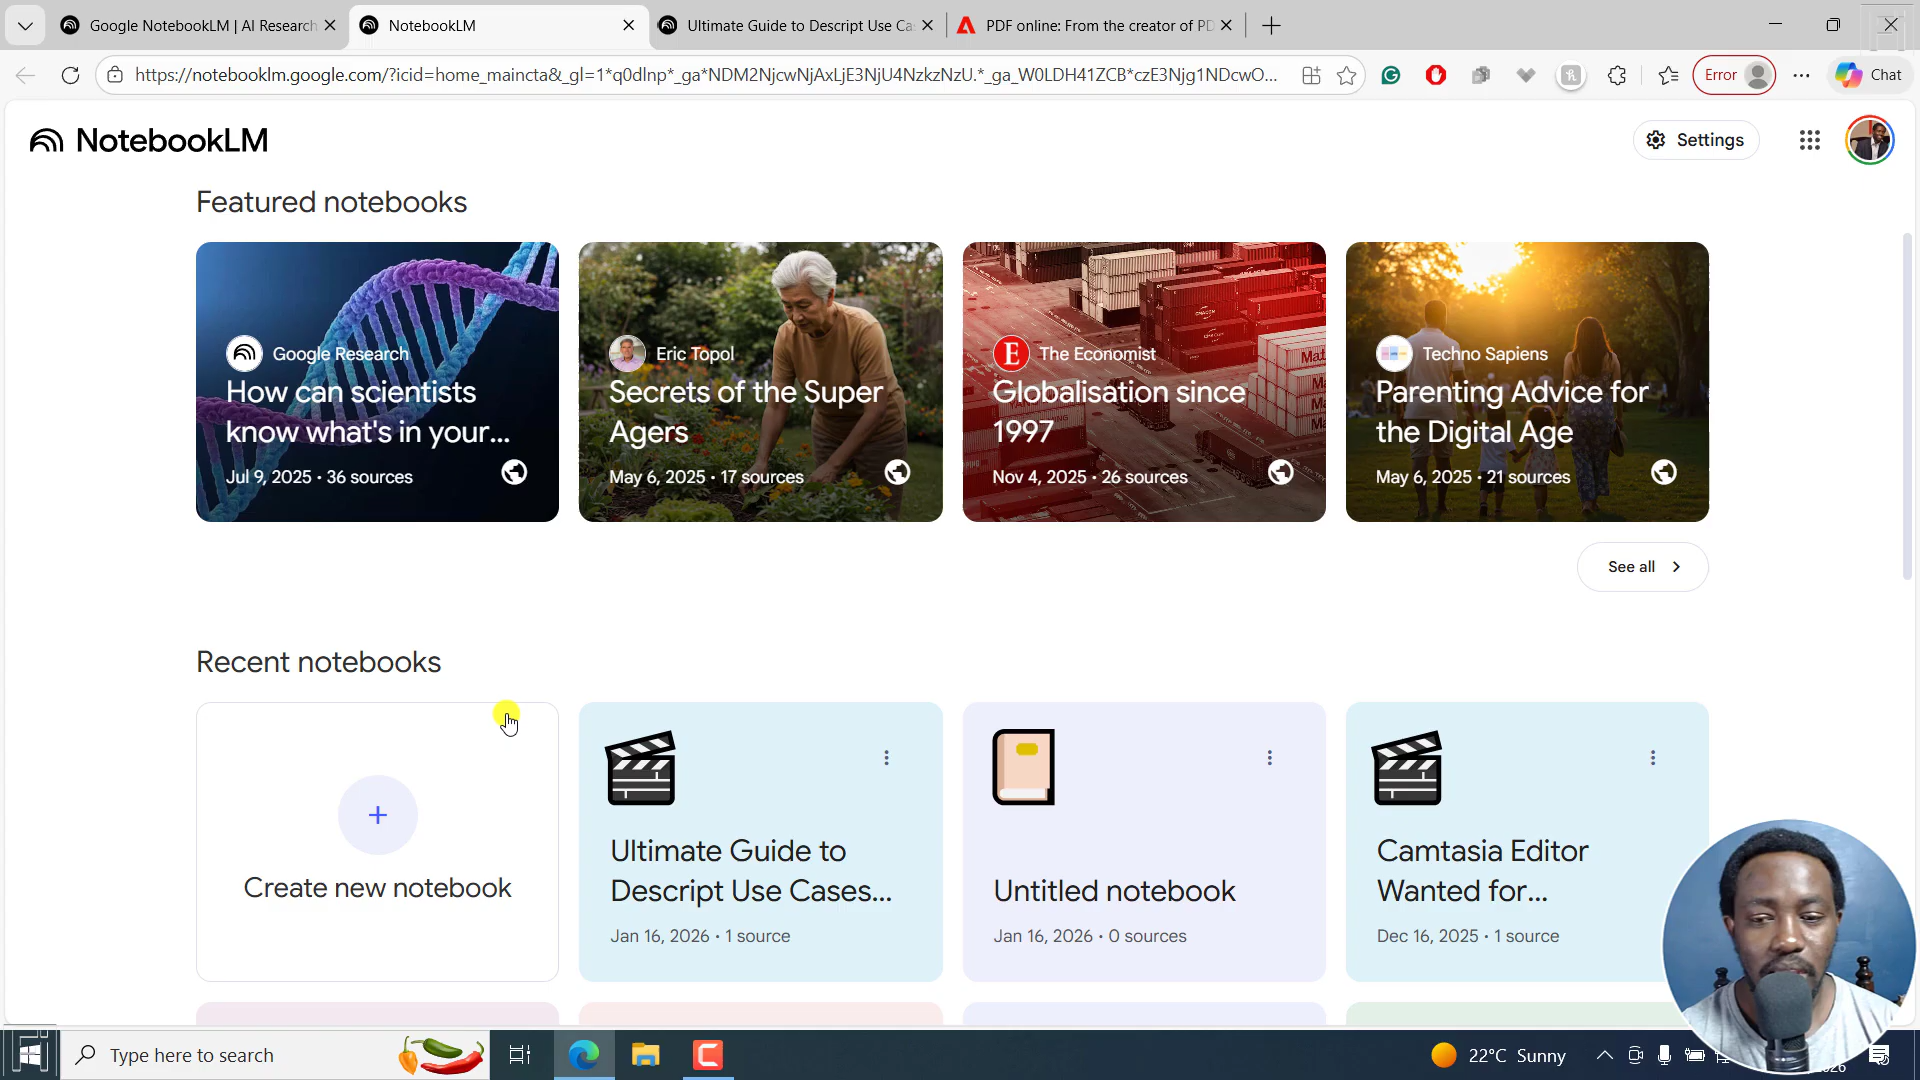 Google NotebookLM | AI Research
NotebookLM
Ultimate Guide to Descript Use Ca
PDF online: From the creator of PD
https://notebooklm.google.com/?icid=home_maincta&_gl=1*q0dlnp*_ga*NDM2NjcwNjAxLjE3NjU4NzkzNzU.*_ga_W0LDH41ZCB*czE3Njg1NDcwO...
Error
Chat
NotebookLM
Settings
Featured notebooks
Google Research
How can scientists
know what's in your...
Jul 9, 2025 • 36 sources
Eric Topol
Secrets of the Super
Agers
May 6, 2025 • 17 sources
E
The Economist
Globalisation since
1997
Nov 4, 2025 • 26 sources
Techno Sapiens
Parenting Advice for
the Digital Age
May 6, 2025 • 21 sources
See all
Recent notebooks
Create new notebook
Ultimate Guide to
Descript Use Cases...
Jan 16, 2026 • 1 source
Untitled notebook
Jan 16, 2026 • 0 sources
Camtasia Editor
Wanted for...
Dec 16, 2025 • 1 source
Type here to search
22°C Sunny